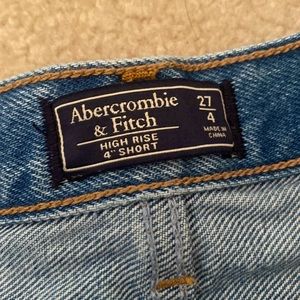 Abercrombie
& Fitch
HIGH RISE
4" SHORT
27
4
MADE IN
CHINA